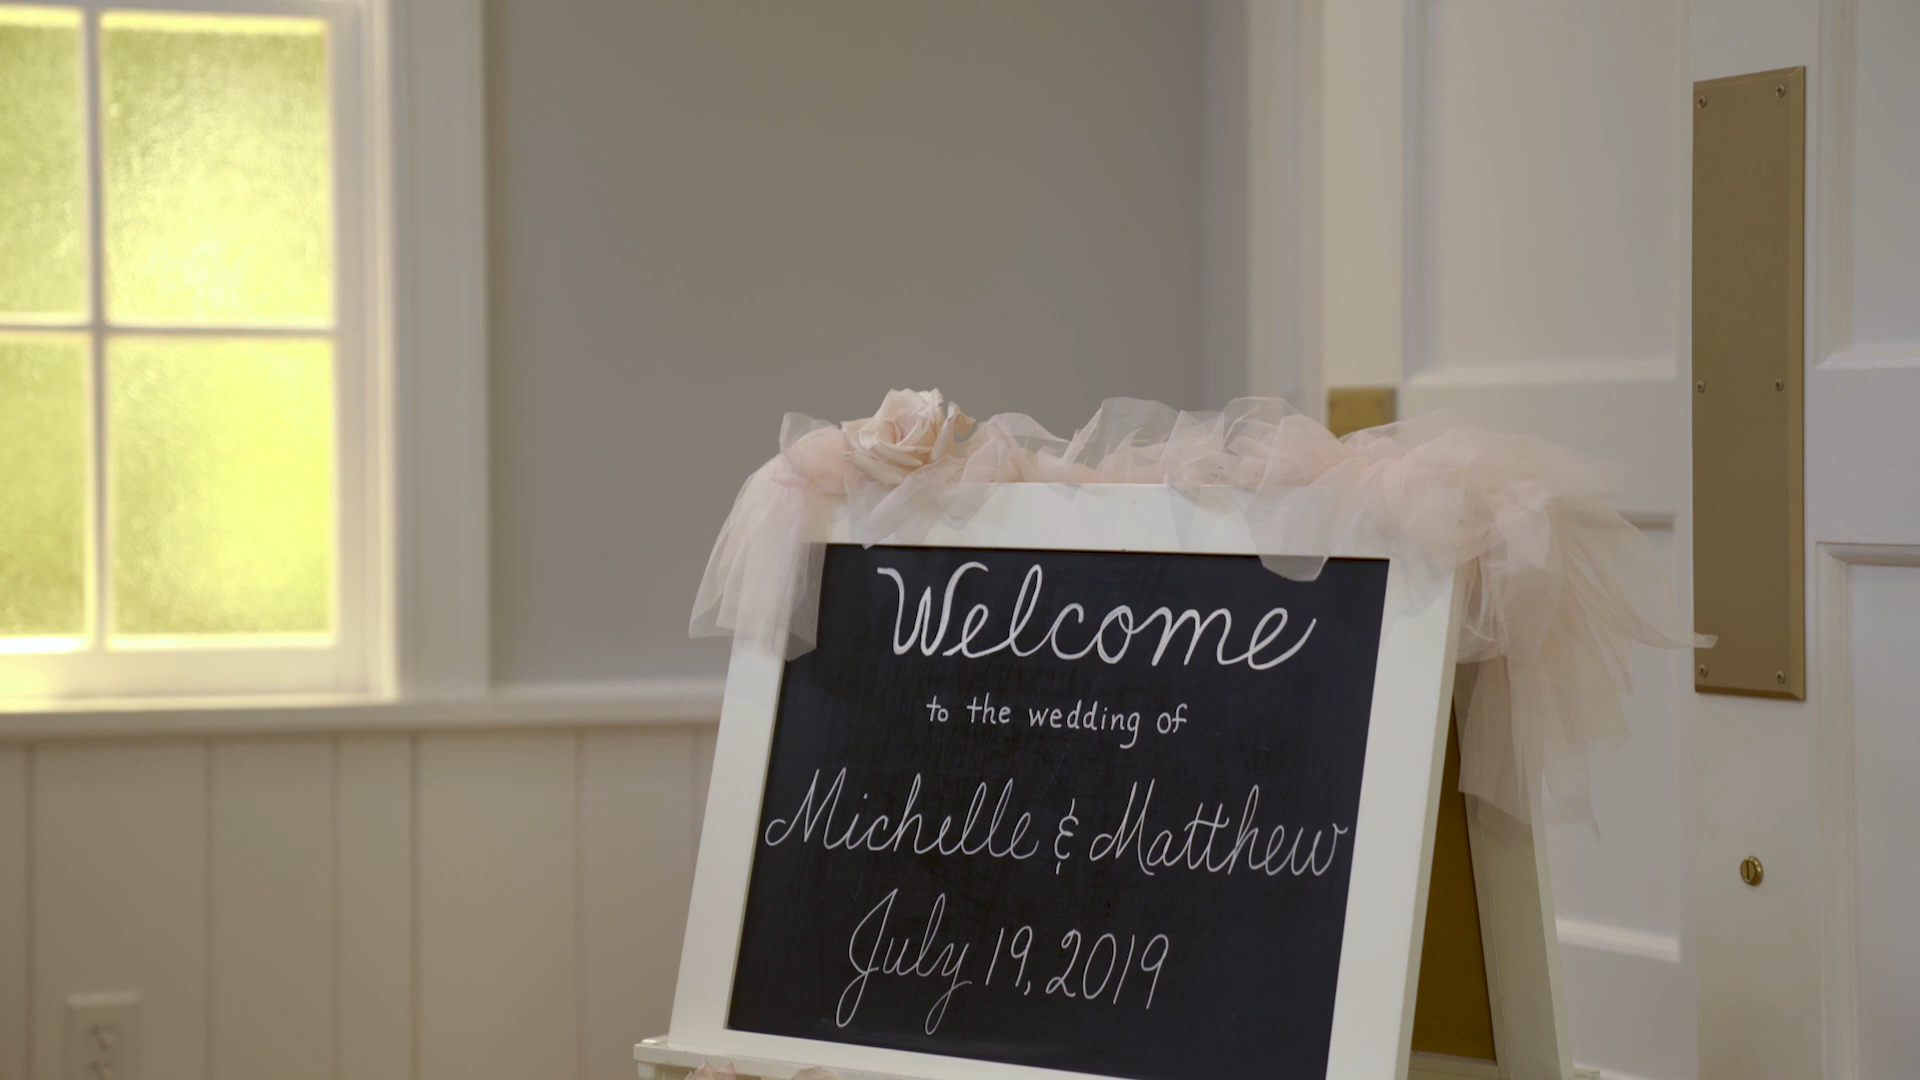 Welcome
to the wedding of
Michelle & Matthew
July 19, 2019